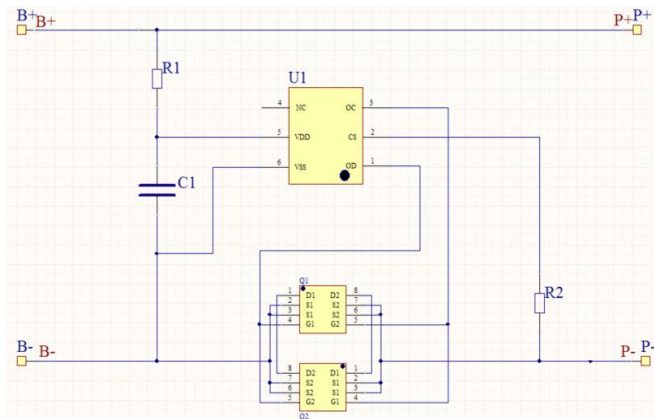 B+ B+ P+ P+
R1
U1
4 NC OC 3
5 VDD CS 2
6 VSS OD 1
C1
Q1
1 D1 D2 8
2 S1 S2 7
3 S1 S2 6
4 G1 G2 5
R2
B- B- P- P-
8 D2 D1 1
7 S2 S1 2
6 S2 S1 3
5 G2 G1 4
Q2